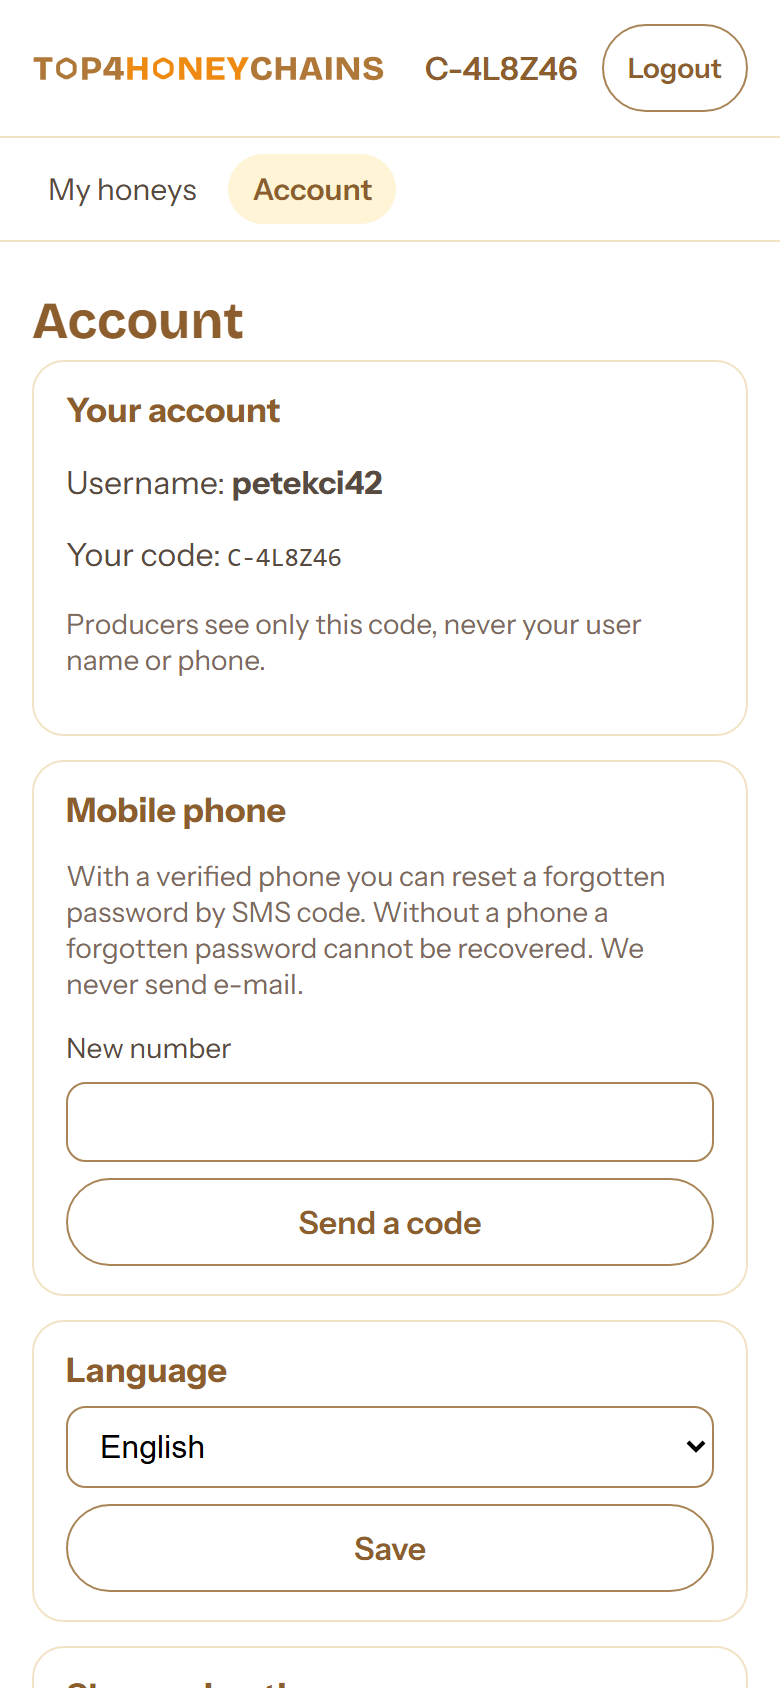 TOP4HONEYCHAINS C-4L8Z46 Logout
My honeys Account
Account
Your account
Username: petekci42
Your code: C-4L8Z46
Producers see only this code, never your user
name or phone.
Mobile phone
With a verified phone you can reset a forgotten
password by SMS code. Without a phone a
forgotten password cannot be recovered. We
never send e-mail.
New number
Send a code
Language
English
Save